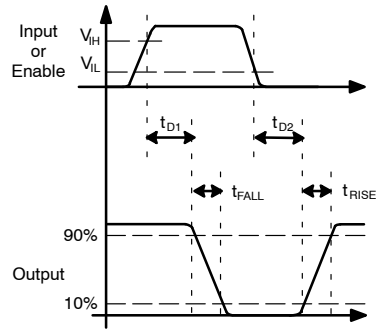 Input
or
Enable
VIH
VIL
tD1
tD2
tFALL
tRISE
90%
Output
10%